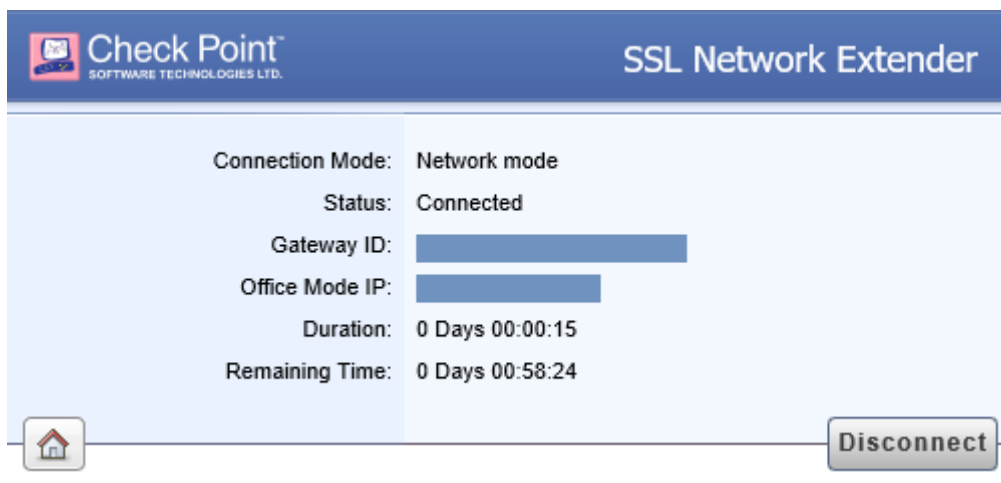 Check Point™
SOFTWARE TECHNOLOGIES LTD.
SSL Network Extender
Connection Mode: Network mode
Status: Connected
Gateway ID:
Office Mode IP:
Duration: 0 Days 00:00:15
Remaining Time: 0 Days 00:58:24
Disconnect